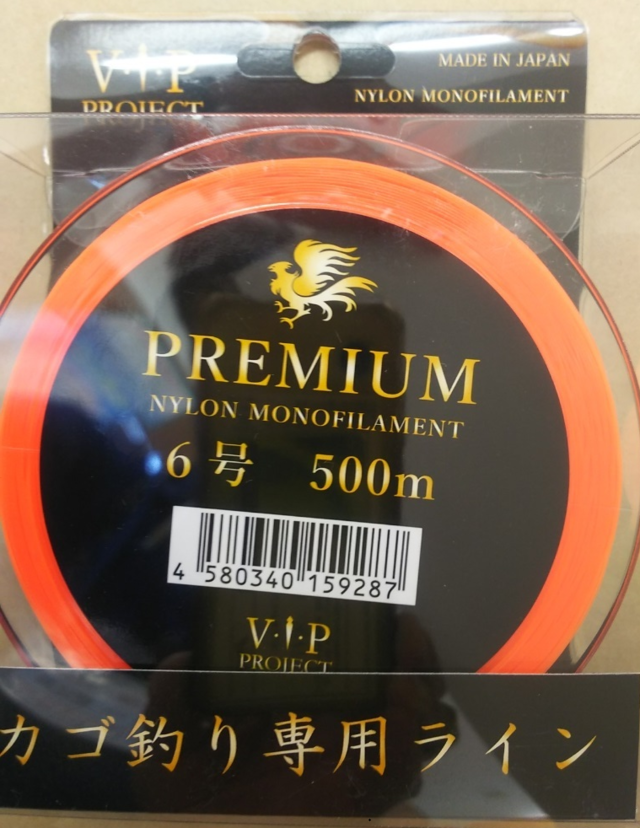 V·I·P
PROJECT
MADE IN JAPAN
NYLON MONOFILAMENT
PREMIUM
NYLON MONOFILAMENT
6号 500m
4 580340 159287
V·I·P
PROJECT
カゴ釣り専用ライン